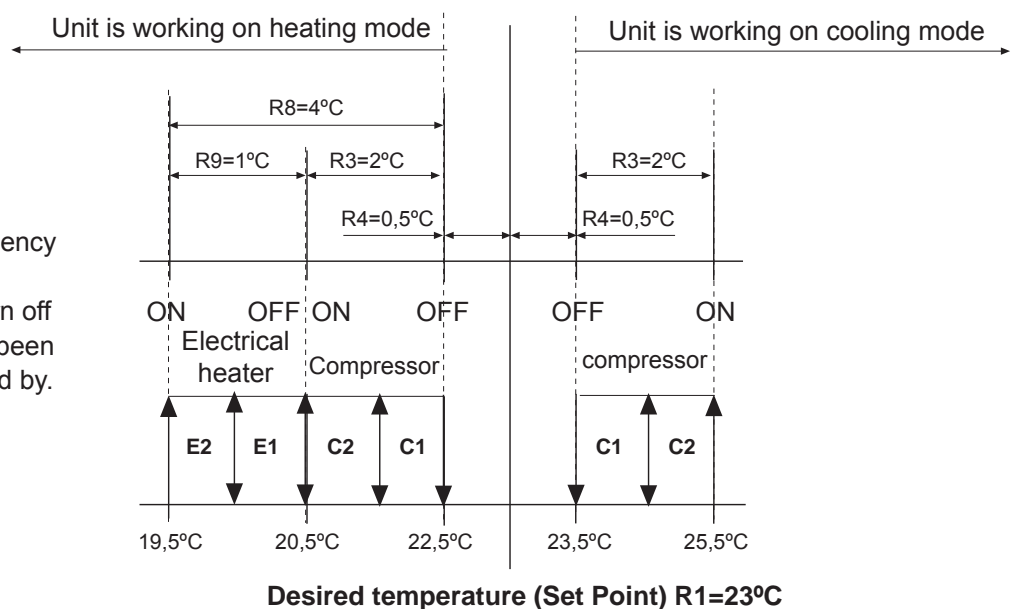 Unit is working on heating mode
Unit is working on cooling mode
R8=4ºC
R9=1ºC R3=2ºC R3=2ºC
R4=0,5ºC R4=0,5ºC
ency
n off
been
d by.
ON OFF ON OFF OFF ON
Electrical
heater
Compressor
compressor
E2 E1 C2 C1 C1 C2
19,5ºC 20,5ºC 22,5ºC 23,5ºC 25,5ºC
Desired temperature (Set Point) R1=23ºC